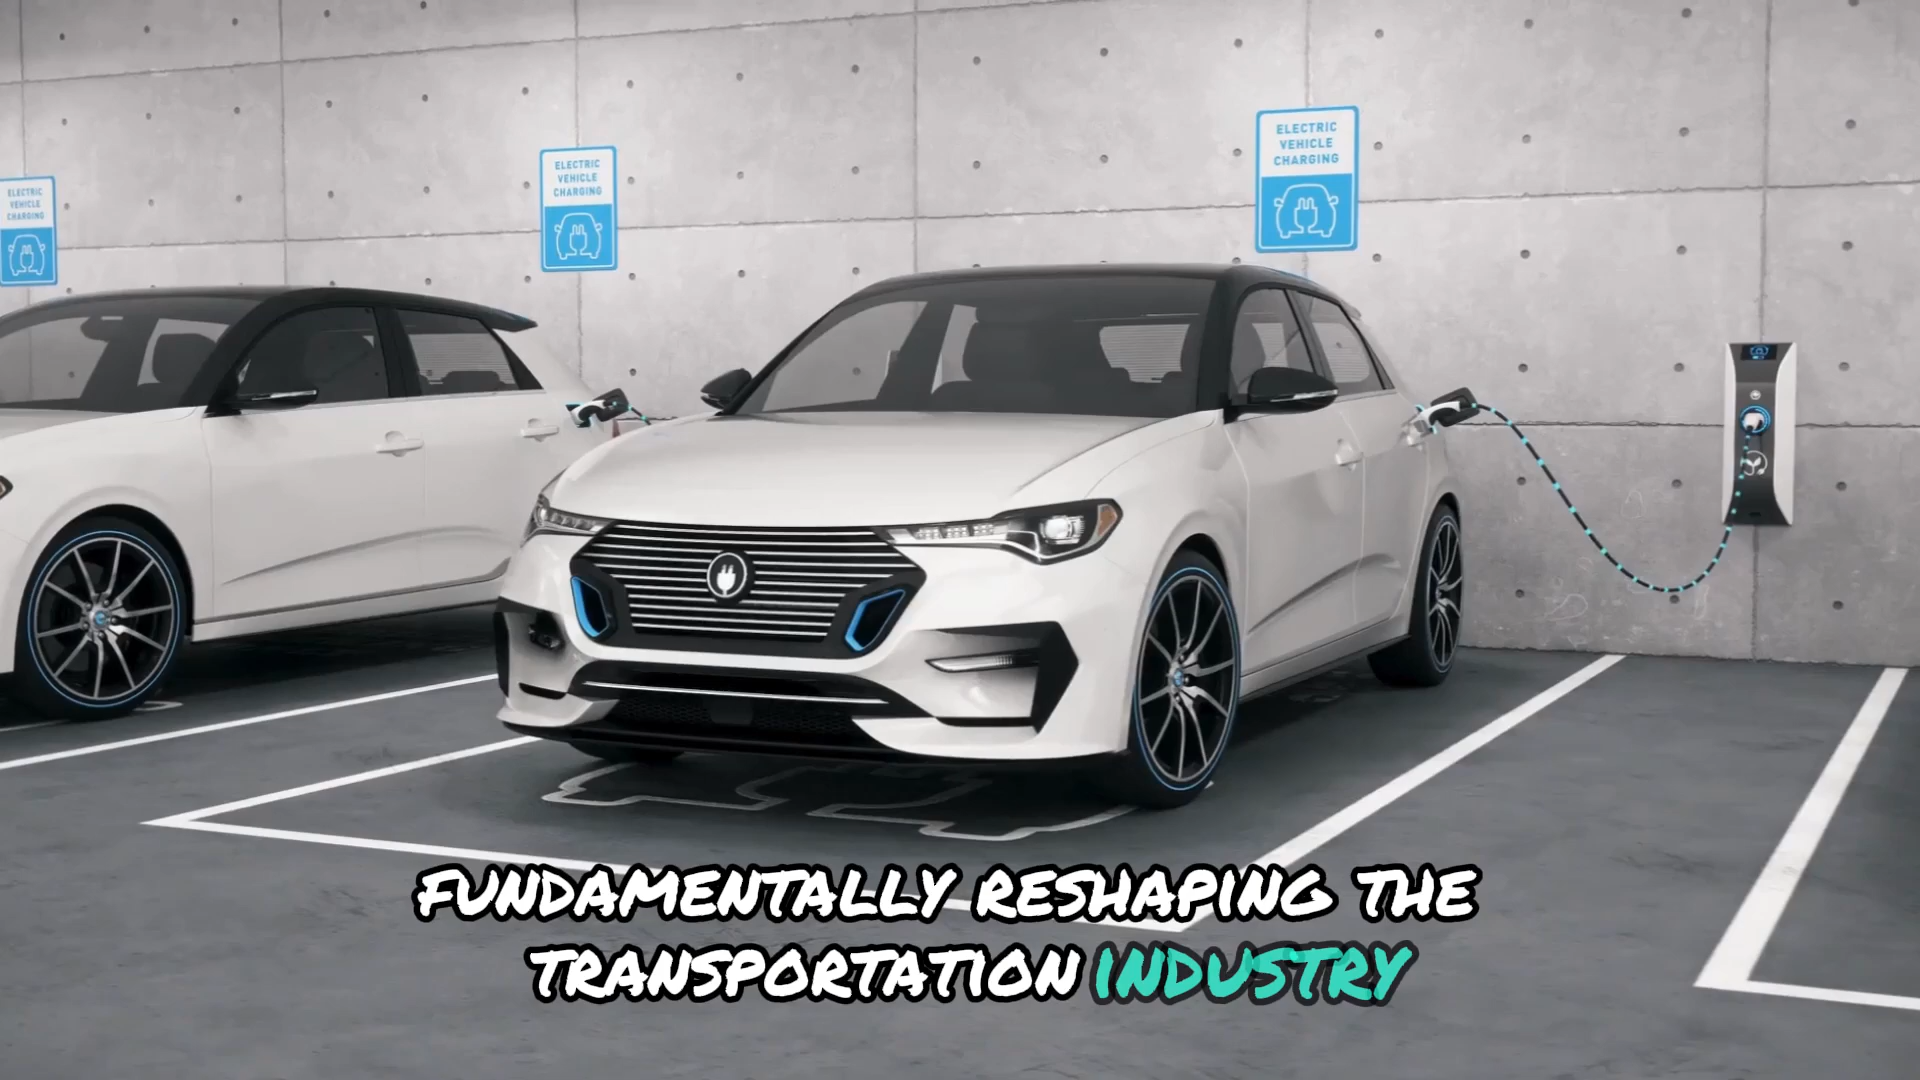 ELECTRIC
VEHICLE
CHARGING
ELECTRIC
VEHICLE
CHARGING
ELECTRIC
VEHICLE
CHARGING
FUNDAMENTALLY RESHAPING THE
TRANSPORTATION INDUSTRY